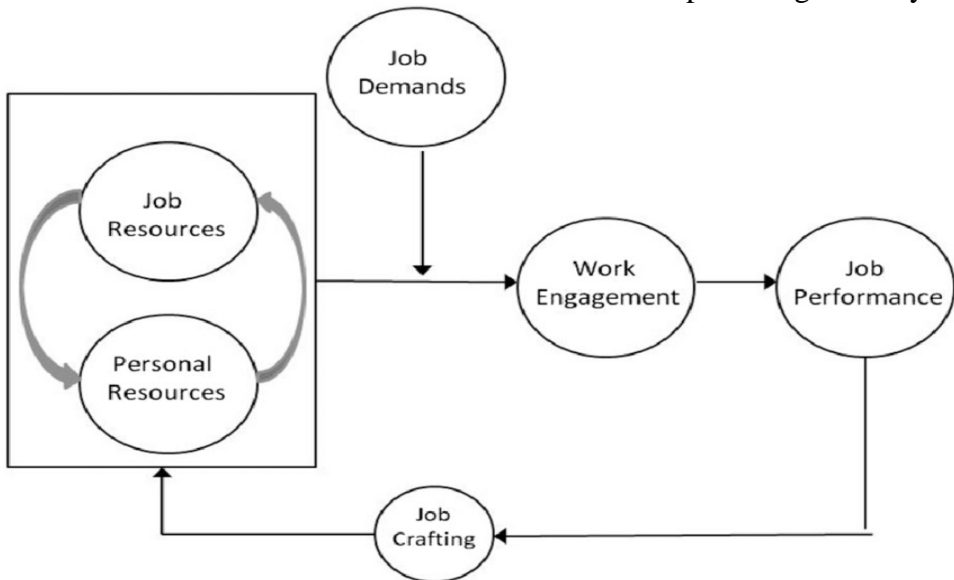 Job
Demands
Job
Resources
Personal
Resources
Work
Engagement
Job
Performance
Job
Crafting